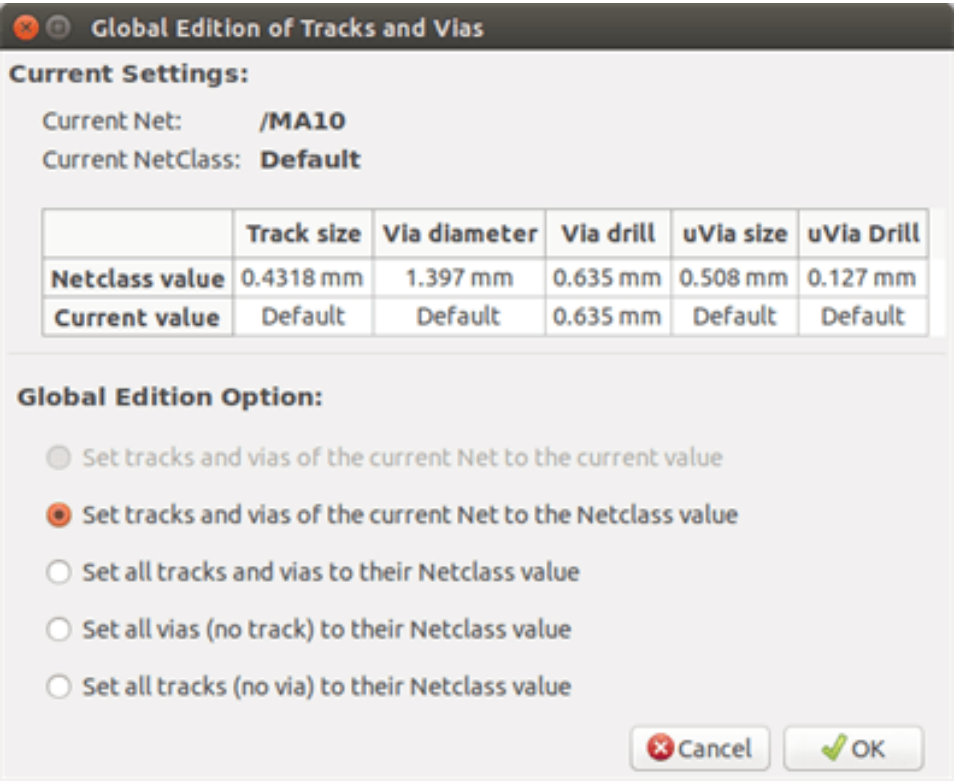 Global Edition of Tracks and Vias
Current Settings:
Current Net: /MA10
Current NetClass: Default
Track size Via diameter Via drill uVia size uVia Drill
Netclass value 0.4318 mm 1.397 mm 0.635 mm 0.508 mm 0.127 mm
Current value Default Default 0.635 mm Default Default
Global Edition Option:
Set tracks and vias of the current Net to the current value
Set tracks and vias of the current Net to the Netclass value
Set all tracks and vias to their Netclass value
Set all vias (no track) to their Netclass value
Set all tracks (no via) to their Netclass value
Cancel OK